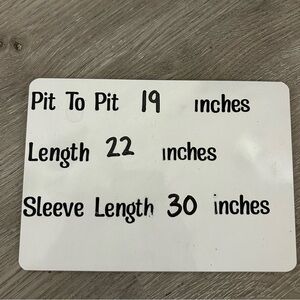 Pit To Pit 19 inches
Length 22 inches
Sleeve Length 30 inches